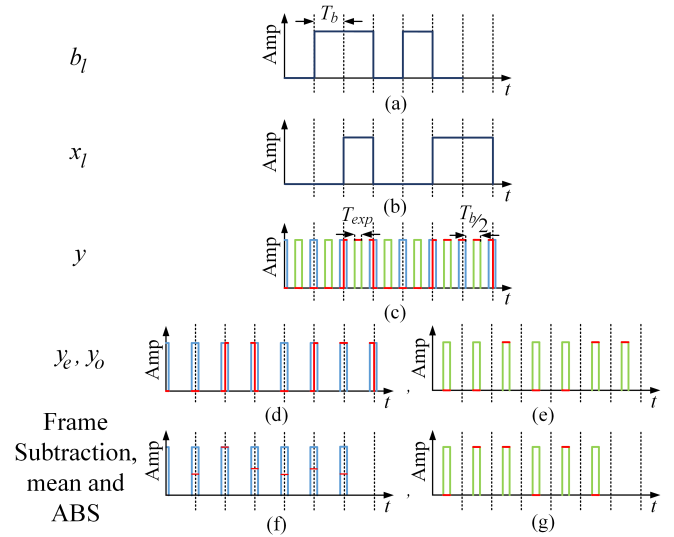 b_l
Amp
T_b
t
(a)
x_l
Amp
t
(b)
y
Amp
T_exp
T_b/2
t
(c)
y_e, y_o
Amp
t
(d)
,
Amp
t
(e)
Frame
Subtraction,
mean and
ABS
Amp
t
(f)
,
Amp
t
(g)